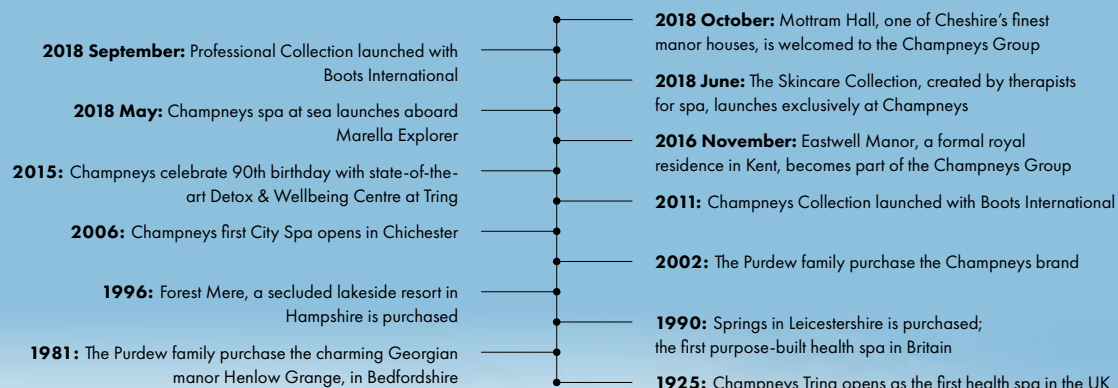 2018 October: Mottram Hall, one of Cheshire’s finest
manor houses, is welcomed to the Champneys Group
2018 September: Professional Collection launched with
Boots International
2018 June: The Skincare Collection, created by therapists
for spa, launches exclusively at Champneys
2018 May: Champneys spa at sea launches aboard
Marella Explorer
2016 November: Eastwell Manor, a formal royal
residence in Kent, becomes part of the Champneys Group
2015: Champneys celebrate 90th birthday with state-of-the-
art Detox & Wellbeing Centre at Tring
2011: Champneys Collection launched with Boots International
2006: Champneys first City Spa opens in Chichester
2002: The Purdew family purchase the Champneys brand
1996: Forest Mere, a secluded lakeside resort in
Hampshire is purchased
1990: Springs in Leicestershire is purchased;
the first purpose-built health spa in Britain
1981: The Purdew family purchase the charming Georgian
manor Henlow Grange, in Bedfordshire
1925: Champneys Tring opens as the first health spa in the UK